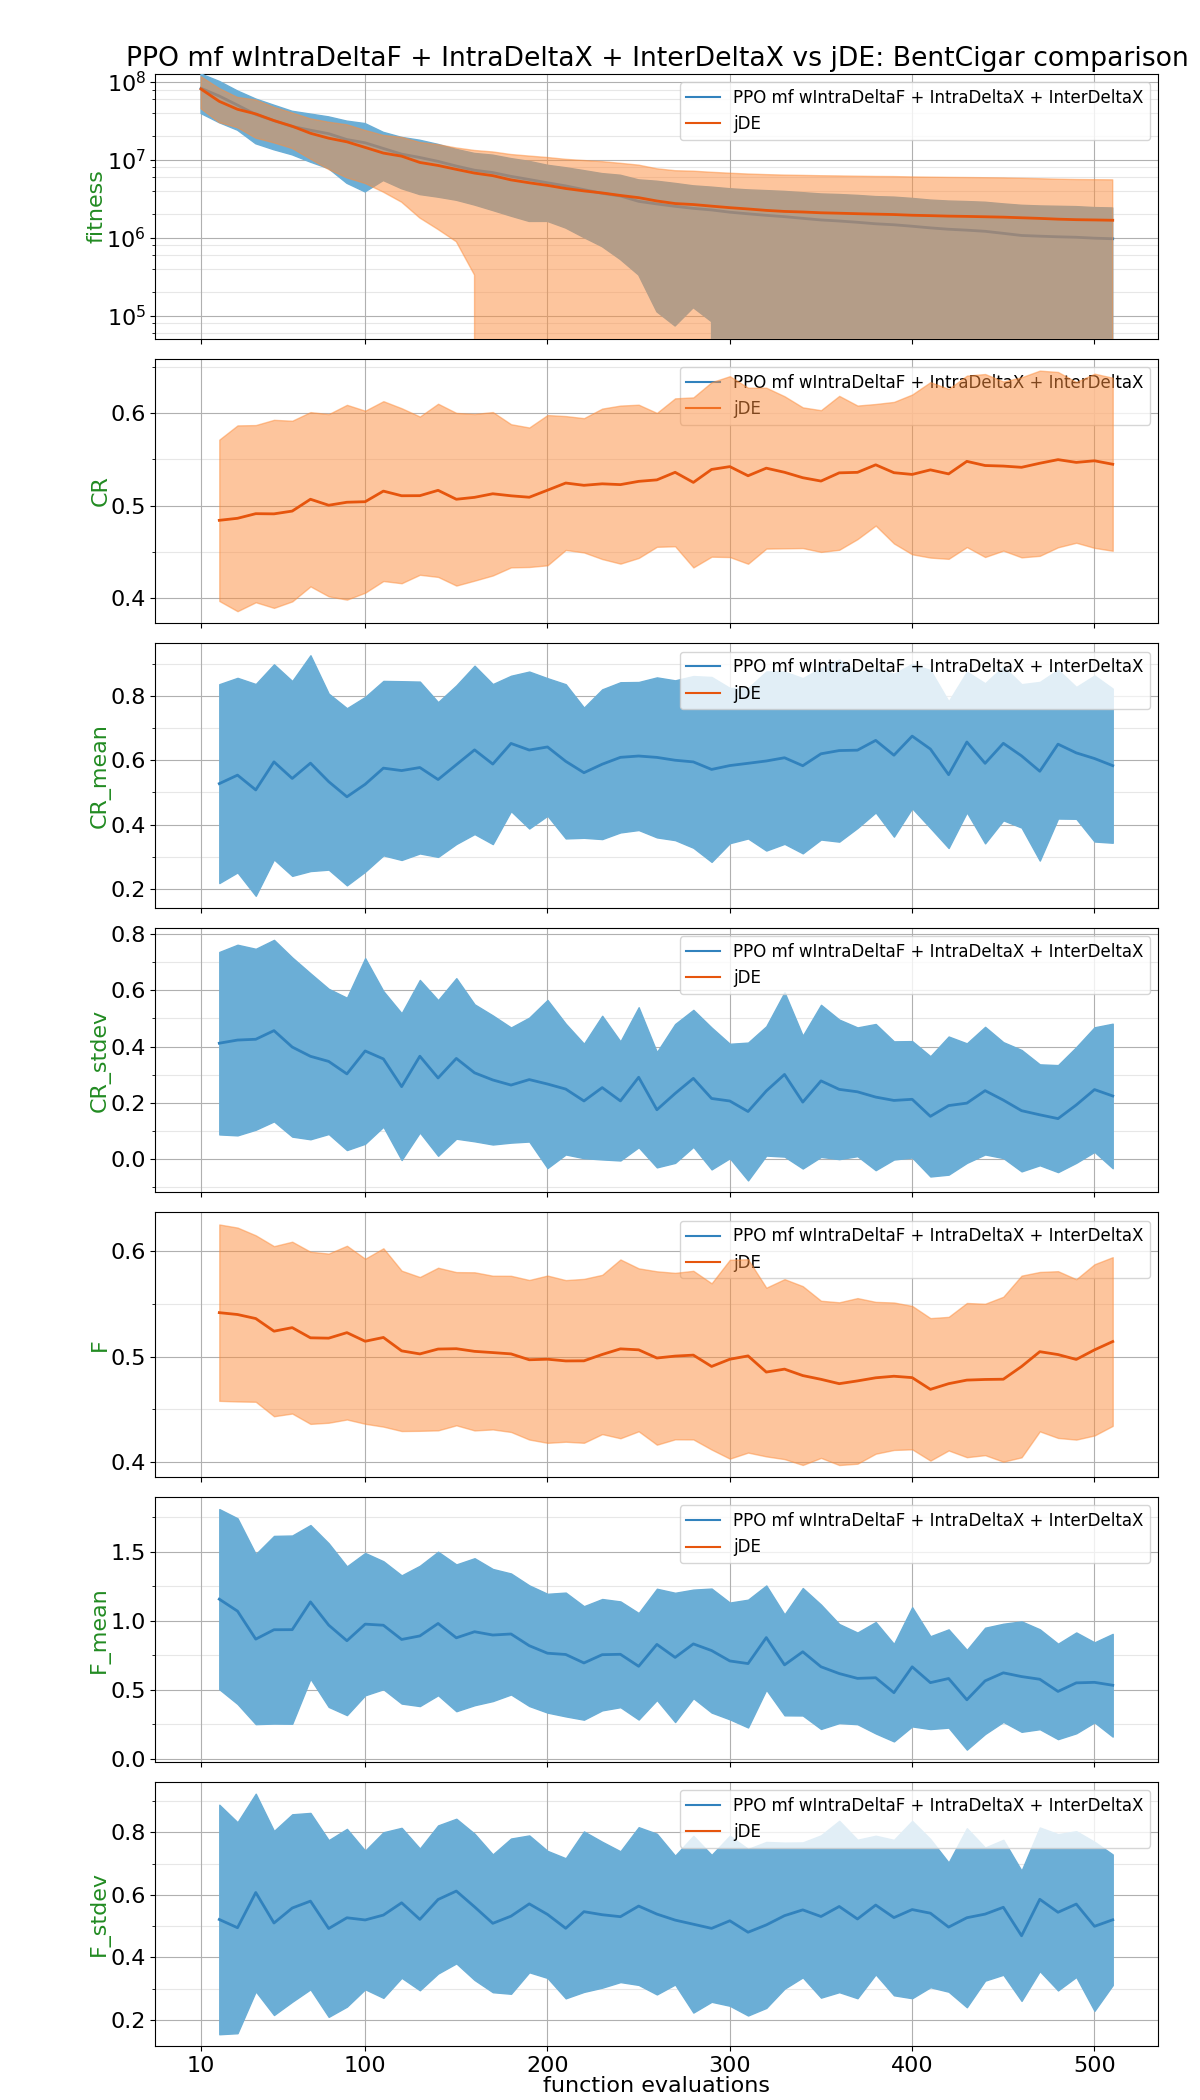 PPO mf wIntraDeltaF + IntraDeltaX + InterDeltaX vs jDE: BentCigar comparison
fitness
10^8
10^7
10^6
10^5
PPO mf wIntraDeltaF + IntraDeltaX + InterDeltaX
jDE
CR
0.6
0.5
0.4
PPO mf wIntraDeltaF + IntraDeltaX + InterDeltaX
jDE
CR_mean
0.8
0.6
0.4
0.2
PPO mf wIntraDeltaF + IntraDeltaX + InterDeltaX
jDE
CR_stdev
0.8
0.6
0.4
0.2
0.0
PPO mf wIntraDeltaF + IntraDeltaX + InterDeltaX
jDE
F
0.6
0.5
0.4
PPO mf wIntraDeltaF + IntraDeltaX + InterDeltaX
jDE
F_mean
1.5
1.0
0.5
0.0
PPO mf wIntraDeltaF + IntraDeltaX + InterDeltaX
jDE
F_stdev
0.8
0.6
0.4
0.2
PPO mf wIntraDeltaF + IntraDeltaX + InterDeltaX
jDE
10 100 200 300 400 500
function evaluations